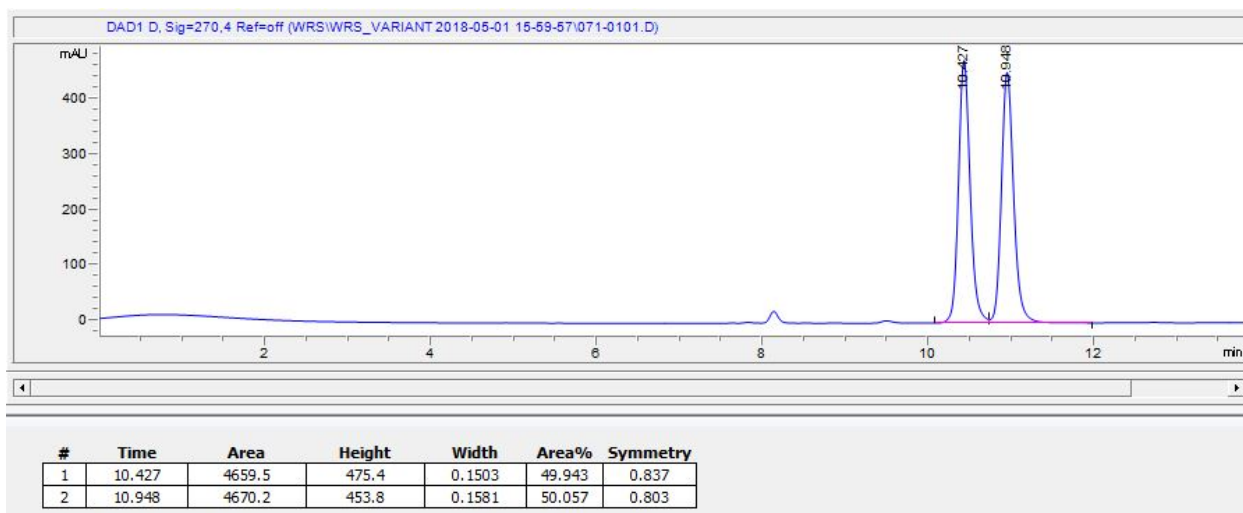 DAD1 D, Sig=270,4 Ref=off (WRS\WRS_VARIANT 2018-05-01 15-59-57\071-0101.D)
mAU
10.427
10.948
400
300
200
100
0
2 4 6 8 10 12 min
# Time Area Height Width Area% Symmetry
1 10.427 4659.5 475.4 0.1503 49.943 0.837
2 10.948 4670.2 453.8 0.1581 50.057 0.803